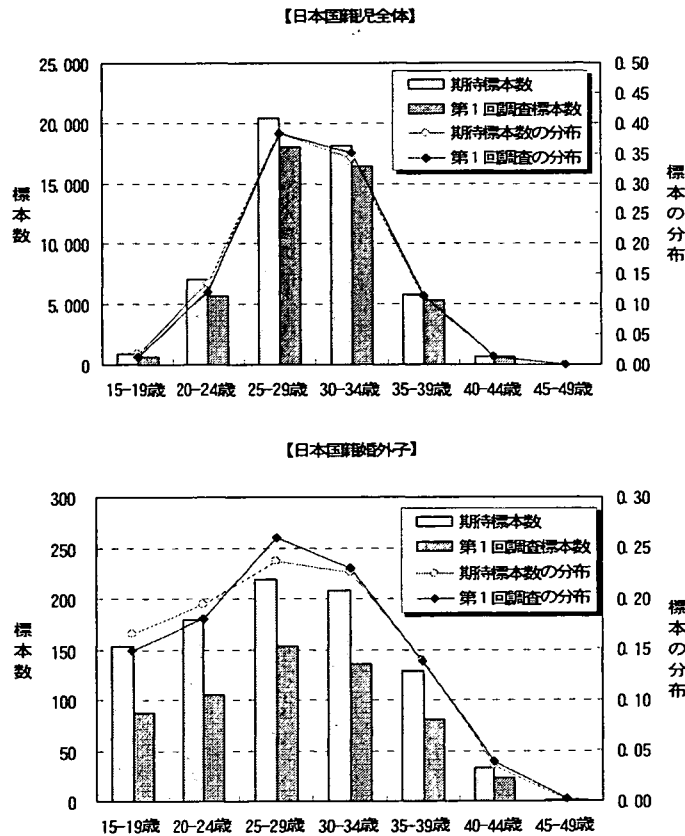 【日本国籍児全体】
25,000
20,000
15,000
10,000
5,000
0
標本数
0.50
0.45
0.40
0.35
0.30
0.25
0.20
0.15
0.10
0.05
0.00
標本の分布
期待標本数
第1回調査標本数
期待標本数の分布
第1回調査の分布
15-19歳 20-24歳 25-29歳 30-34歳 35-39歳 40-44歳 45-49歳
【日本国籍婚外子】
300
250
200
150
100
50
0
標本数
0.30
0.25
0.20
0.15
0.10
0.05
0.00
標本の分布
期待標本数
第1回調査標本数
期待標本数の分布
第1回調査の分布
15-19歳 20-24歳 25-29歳 30-34歳 35-39歳 40-44歳 45-49歳